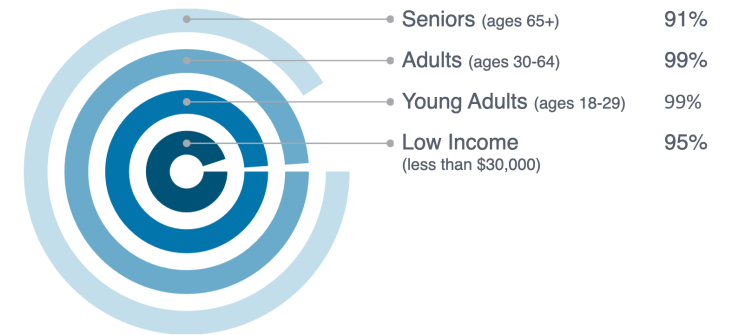 Seniors (ages 65+) 91%
Adults (ages 30-64) 99%
Young Adults (ages 18-29) 99%
Low Income 95%
(less than $30,000)